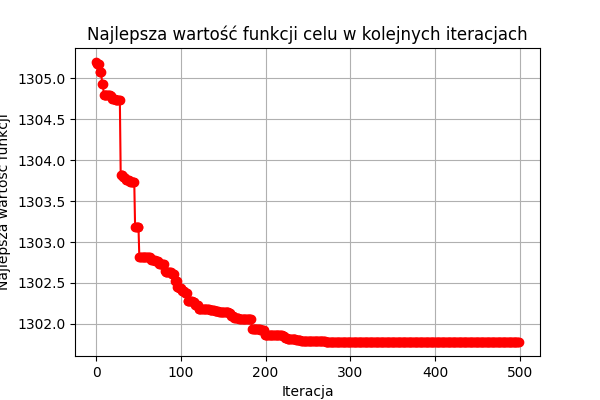 Najlepsza wartość funkcji celu w kolejnych iteracjach
Najlepsza wartość funkcji
1305.0
1304.5
1304.0
1303.5
1303.0
1302.5
1302.0
0 100 200 300 400 500
Iteracja